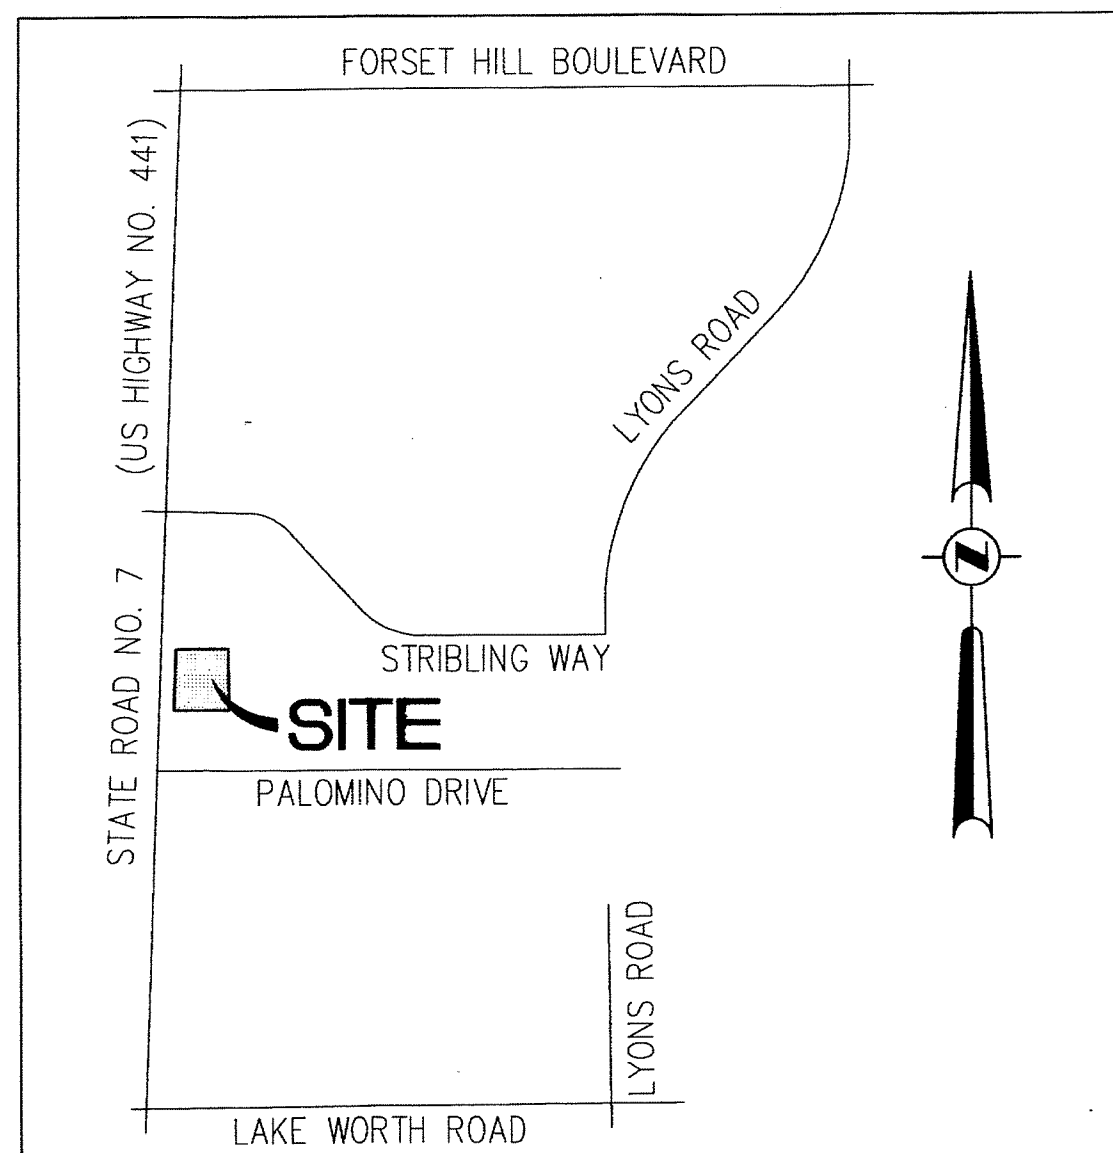 FORSET HILL BOULEVARD
(US HIGHWAY NO. 441)
LYONS ROAD
STATE ROAD NO. 7
STRIBLING WAY
SITE
PALOMINO DRIVE
LYONS ROAD
LAKE WORTH ROAD
N